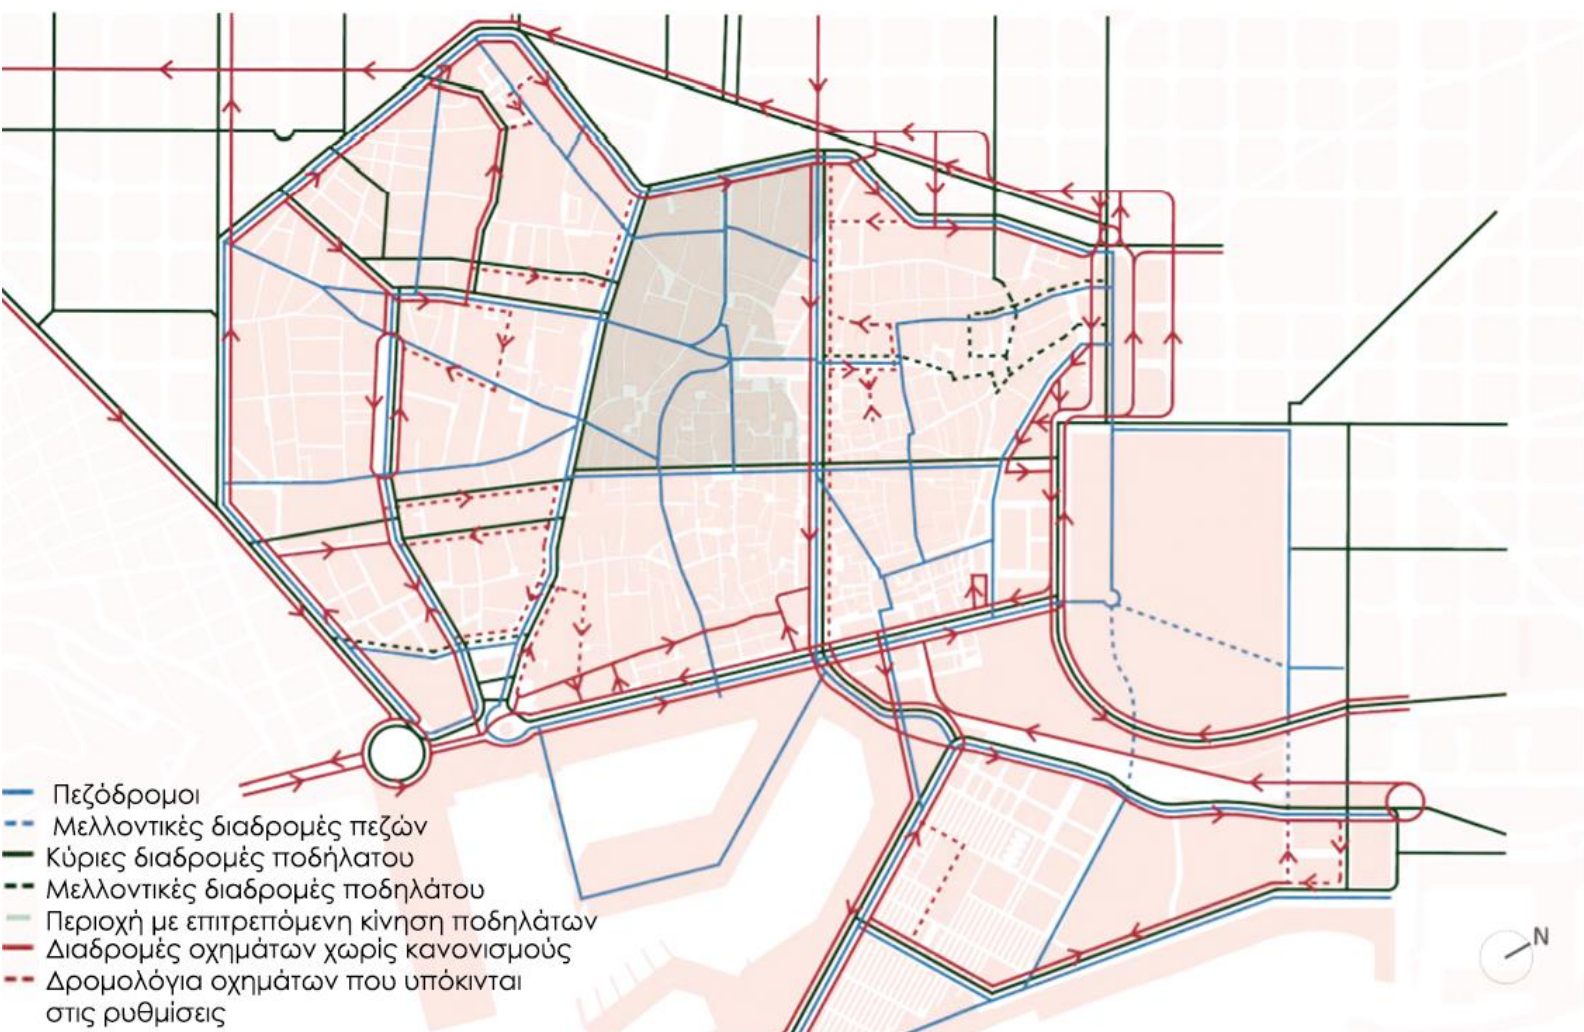 Πεζόδρομοι
Μελλοντικές διαδρομές πεζών
Κύριες διαδρομές ποδήλατου
Μελλοντικές διαδρομές ποδηλάτου
Περιοχή με επιτρεπόμενη κίνηση ποδηλάτων
Διαδρομές οχημάτων χωρίς κανονισμούς
Δρομολόγια οχημάτων που υπόκινται
στις ρυθμίσεις
N